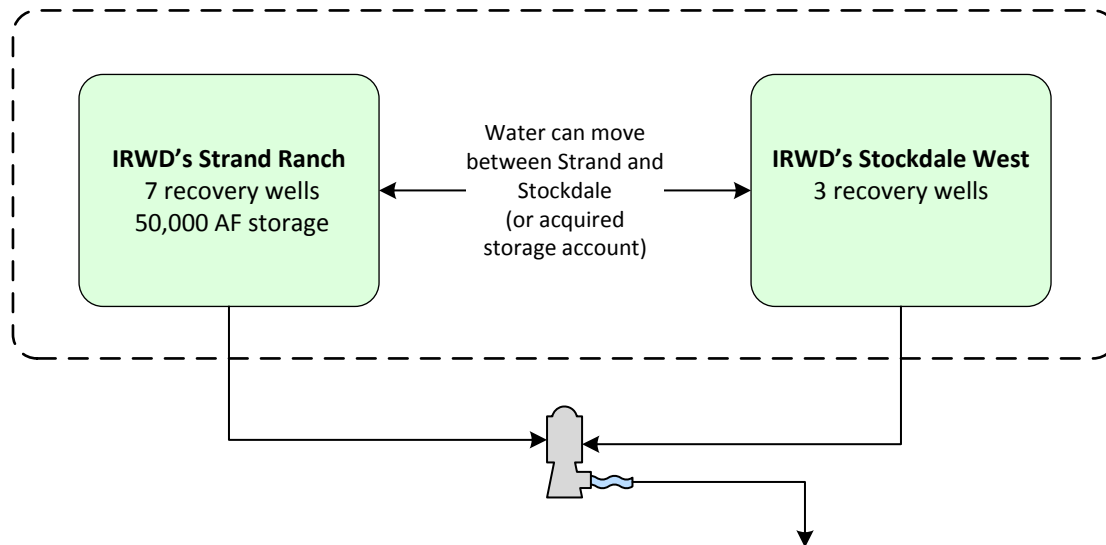 IRWD's Strand Ranch
7 recovery wells
50,000 AF storage
Water can move
between Strand and
Stockdale
(or acquired
storage account)
IRWD's Stockdale West
3 recovery wells